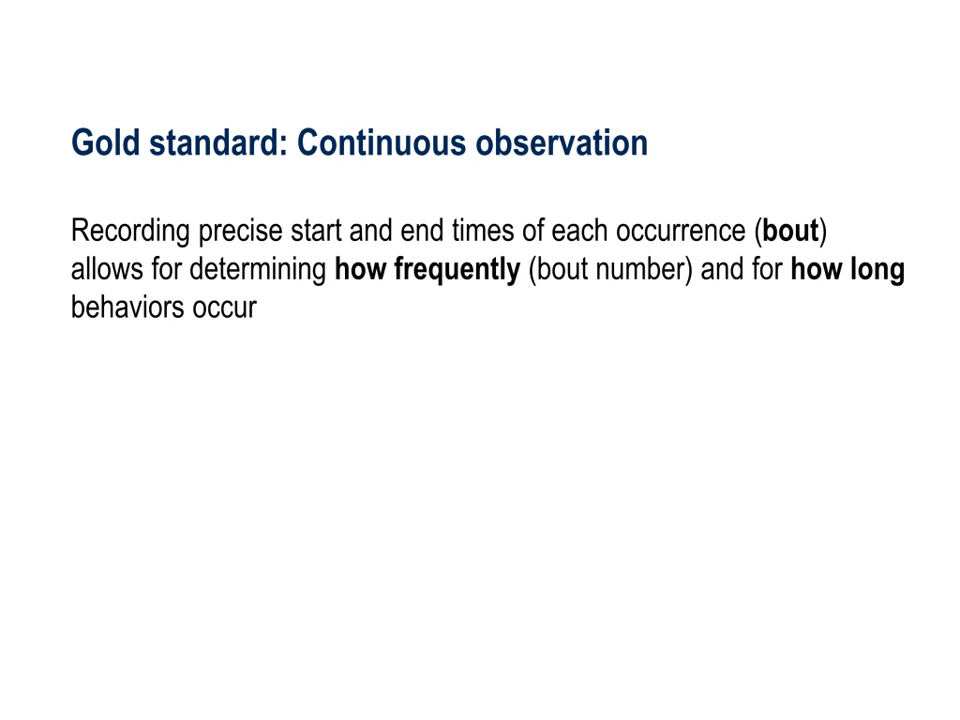 Gold standard: Continuous observation
Recording precise start and end times of each occurrence (bout)
allows for determining how frequently (bout number) and for how long
behaviors occur